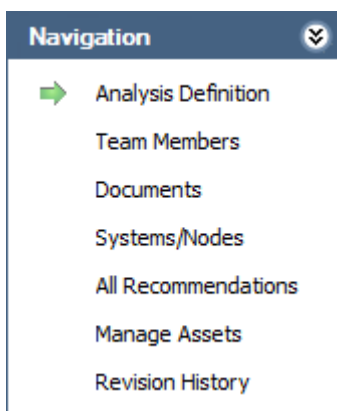 Navigation
Analysis Definition
Team Members
Documents
Systems/Nodes
All Recommendations
Manage Assets
Revision History